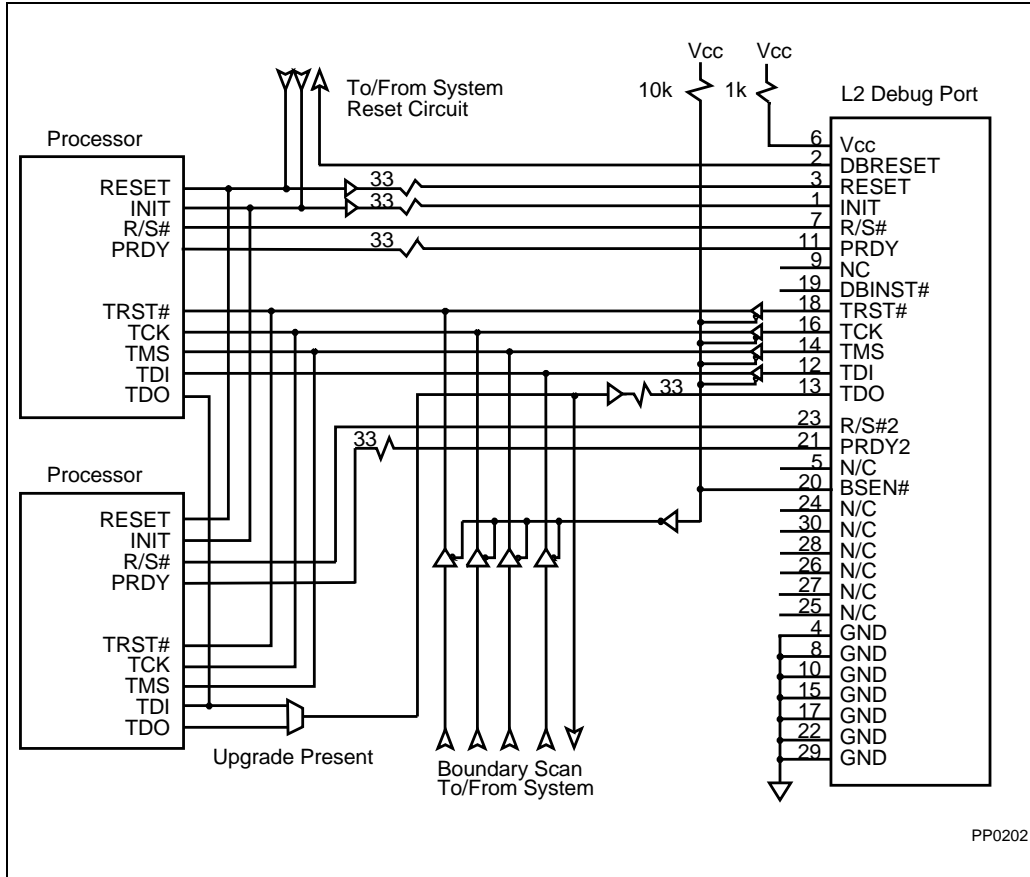 Vcc Vcc
10k 1k
L2 Debug Port
To/From System
Reset Circuit
Processor
RESET
INIT
R/S#
PRDY
TRST#
TCK
TMS
TDI
TDO
33
33
33
33
33
Processor
RESET
INIT
R/S#
PRDY
TRST#
TCK
TMS
TDI
TDO
Upgrade Present
Boundary Scan
To/From System
6 Vcc
2 DBRESET
3 RESET
1 INIT
7 R/S#
11 PRDY
9 NC
19 DBINST#
18 TRST#
16 TCK
14 TMS
12 TDI
13 TDO
23 R/S#2
21 PRDY2
5 N/C
20 BSEN#
24 N/C
30 N/C
28 N/C
26 N/C
27 N/C
25 N/C
4 GND
8 GND
10 GND
15 GND
17 GND
22 GND
29 GND
PP0202